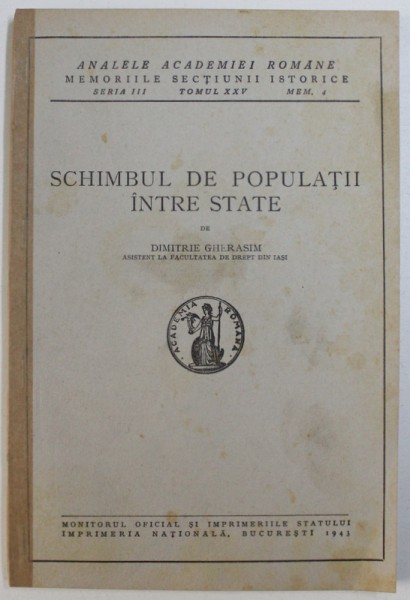 ANALELE ACADEMIEI ROMÂNE
MEMORIILE SECȚIUNII ISTORICE
SERIA III TOMUL XXV MEM. 4
SCHIMBUL DE POPULAȚII
ÎNTRE STATE
DE
DIMITRIE GHERASIM
ASISTENT LA FACULTATEA DE DREPT DIN IAȘI
ACADEMIA ROMANA
MONITORUL OFICIAL ȘI IMPRIMERIILE STATULUI
IMPRIMERIA NAȚIONALĂ, BUCUREȘTI 1943